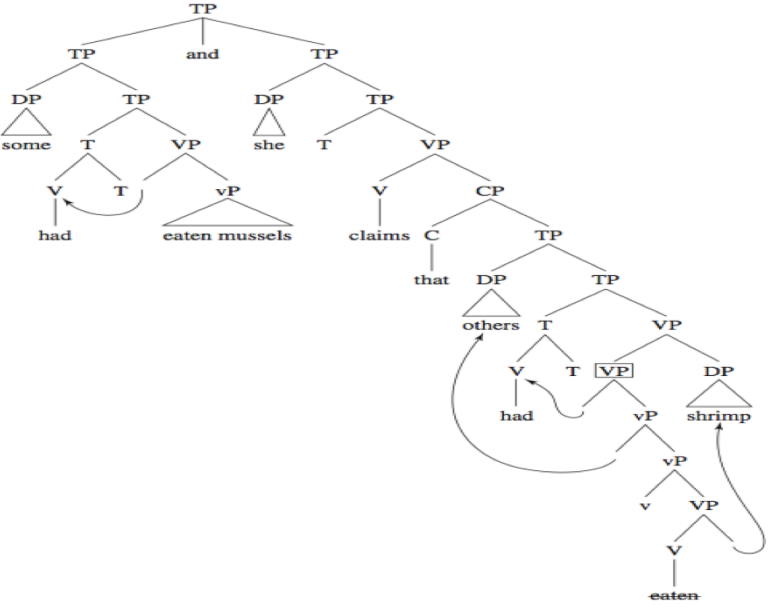 TP
TP and TP
DP TP DP TP
some T VP she T VP
V T vP V CP
had eaten mussels claims C TP
that DP TP
others T VP
V T VP DP
had vP shrimp
vP
v VP
V
eaten